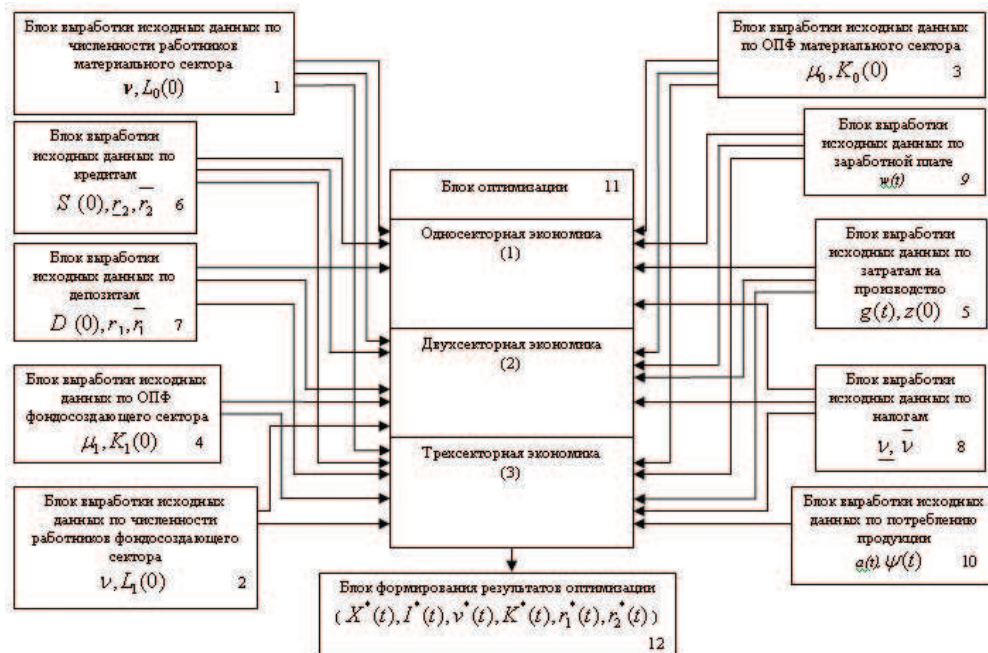 Блок выработки исходных данных по
численности работников
материального сектора
ν, L₀(0)
1
Блок выработки
исходных данных по
кредитам
S (0), r₂, r̅₂
6
Блок выработки
исходных данных по
депозитам
D (0), r₁, r̅₁
7
Блок выработки исходных
данных по ОПФ
фондосоздающего сектора
μ₁, K₁(0)
4
Блок выработки исходных
данных по численности
работников фондосоздающего
сектора
ν, L₁(0)
2
Блок оптимизации 11
Односекторная экономика
(1)
Двухсекторная экономика
(2)
Трехсекторная экономика
(3)
Блок формирования результатов оптимизации
( X*(t), I*(t), ν*(t), K*(t), r₁*(t), r₂*(t) )
12
Блок выработки исходных данных
по ОПФ материального сектора
μ₀, K₀(0)
3
Блок выработки
исходных данных по
заработной плате
w(t)
9
Блок выработки
исходных данных по
затратам на
производство
g(t), z(0)
5
Блок выработки
исходных данных по
налогам
ν̲, ν̅
8
Блок выработки исходных
данных по потреблению
продукции
a(t) ψ(t)
10